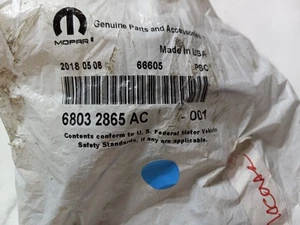 Genuine Parts and Accessories
MOPAR
Made in USA
2018 05 08 66605 PSC
6803 2865 AC - 001
Contents conform to U.S. Federal Motor Vehicle
Safety Standards, if any are applicable.